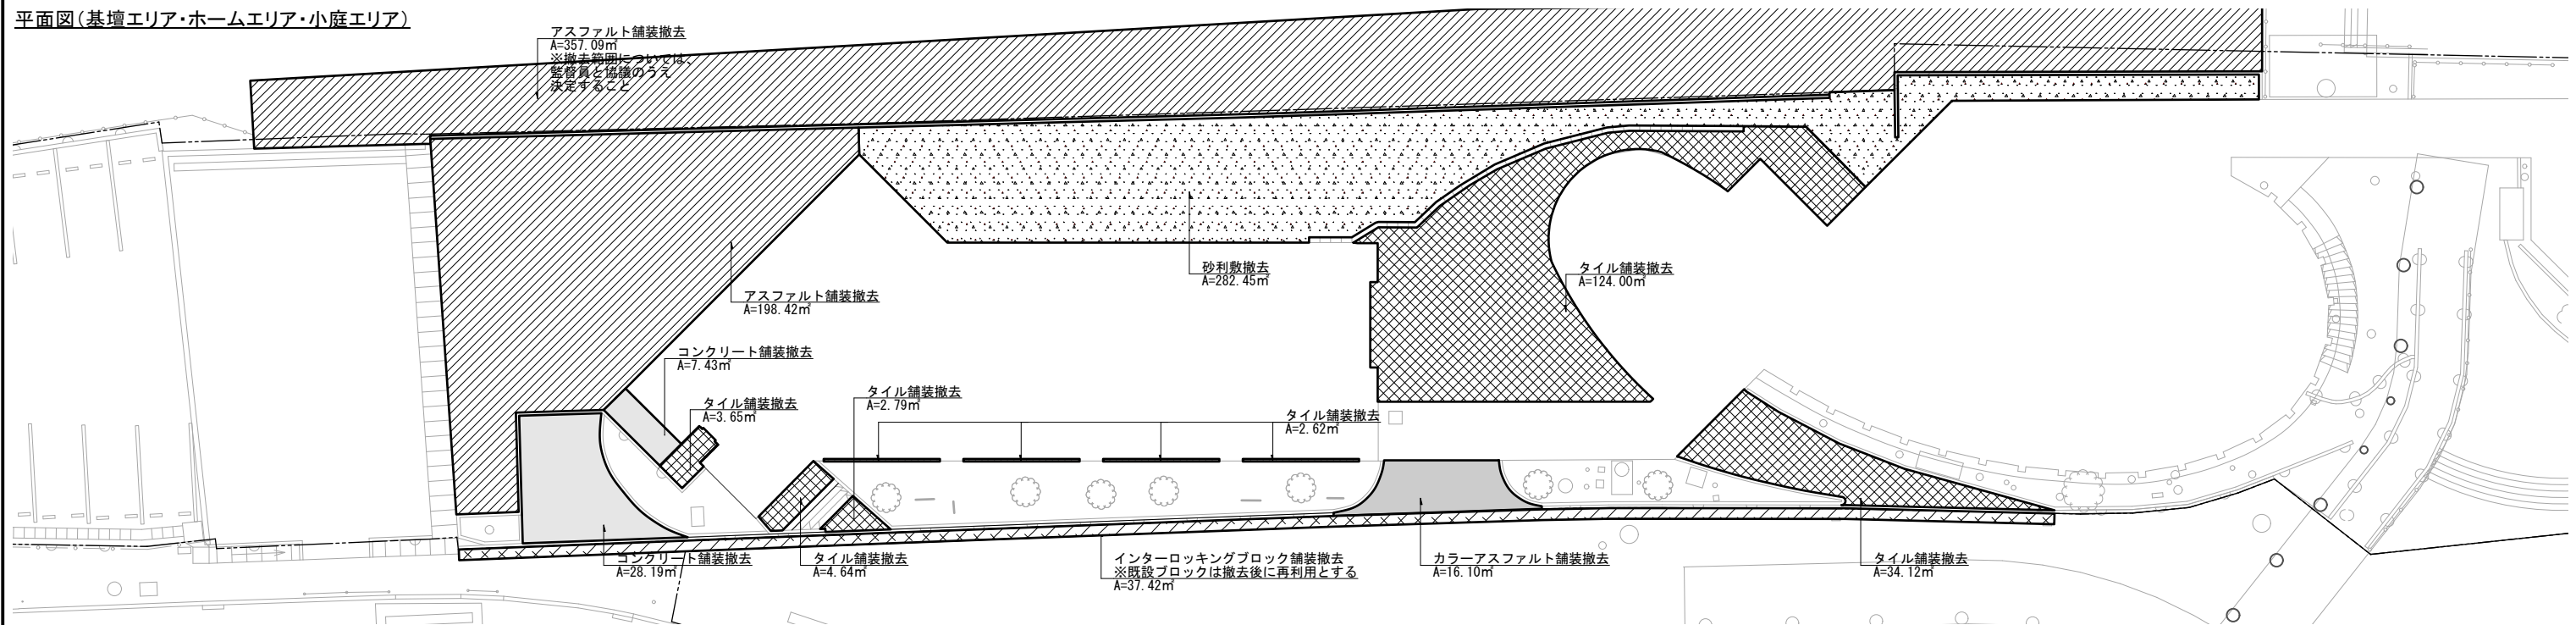 平面図(基壇エリア・ホームエリア・小庭エリア)
アスファルト舗装撤去
A=357.09㎡
※撤去範囲については、
監督員と協議のうえ
決定すること
砂利敷撤去
A=282.45㎡
タイル舗装撤去
A=124.00㎡
アスファルト舗装撤去
A=198.42㎡
コンクリート舗装撤去
A=7.43㎡
タイル舗装撤去
A=3.65㎡
タイル舗装撤去
A=2.79㎡
タイル舗装撤去
A=2.62㎡
コンクリート舗装撤去
A=28.19㎡
タイル舗装撤去
A=4.64㎡
インターロッキングブロック舗装撤去
※既設ブロックは撤去後に再利用とする
A=37.42㎡
カラーアスファルト舗装撤去
A=16.10㎡
タイル舗装撤去
A=34.12㎡